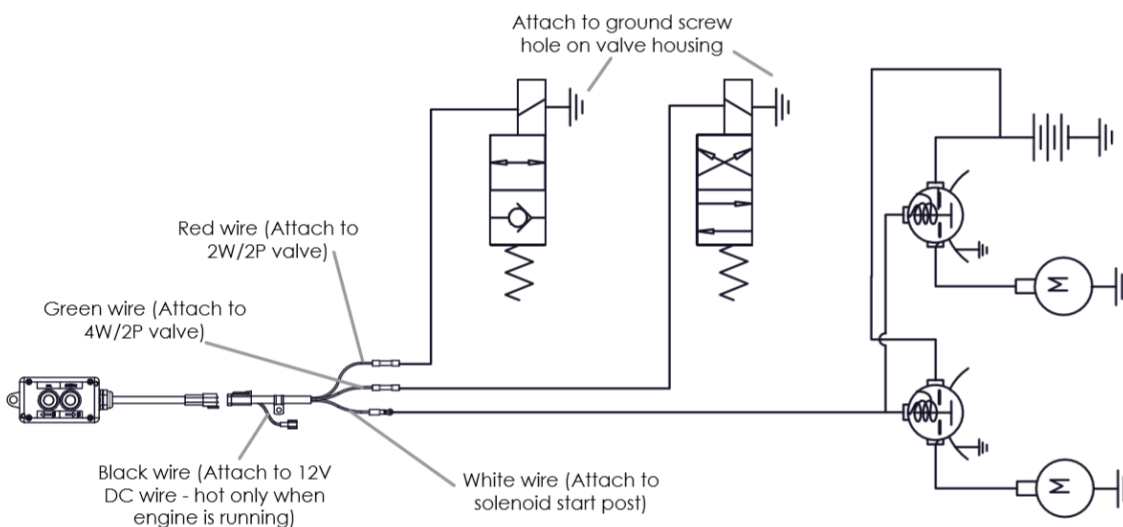 Attach to ground screw
hole on valve housing
Red wire (Attach to
2W/2P valve)
Green wire (Attach to
4W/2P valve)
Black wire (Attach to 12V
DC wire - hot only when
engine is running)
White wire (Attach to
solenoid start post)
M
M